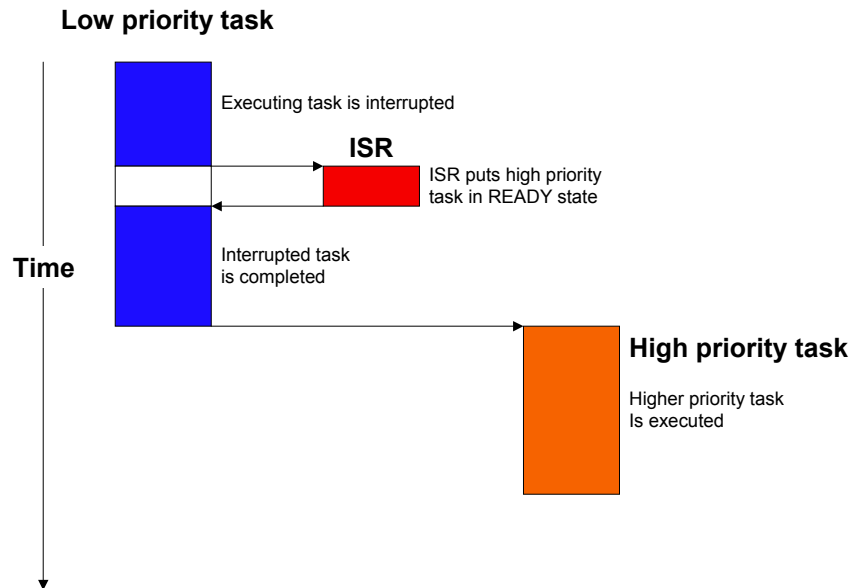 Low priority task
Executing task is interrupted
ISR
ISR puts high priority
task in READY state
Interrupted task
is completed
Time
High priority task
Higher priority task
Is executed